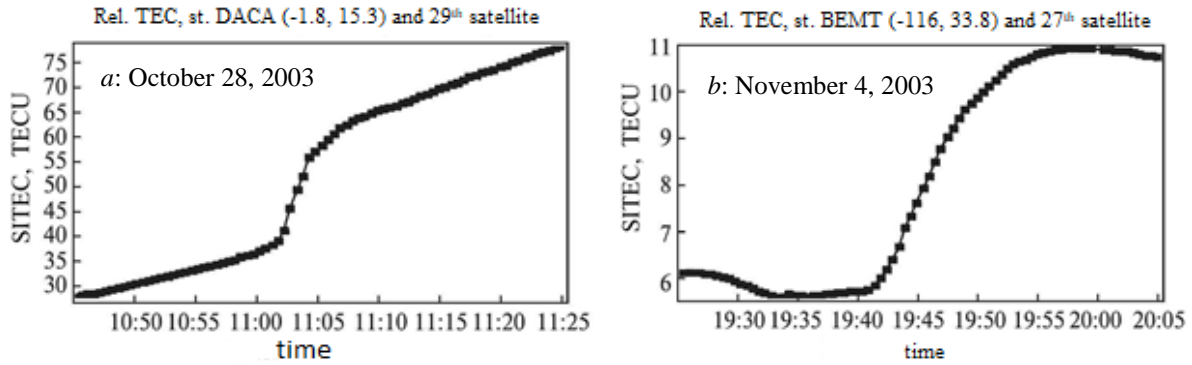 Rel. TEC, st. DACA (-1.8, 15.3) and 29th satellite
a: October 28, 2003
SITEC, TECU
75
70
65
60
55
50
45
40
35
30
10:50 10:55 11:00 11:05 11:10 11:15 11:20 11:25
time
Rel. TEC, st. BEMT (-116, 33.8) and 27th satellite
b: November 4, 2003
SITEC, TECU
11
10
9
8
7
6
19:30 19:35 19:40 19:45 19:50 19:55 20:00 20:05
time